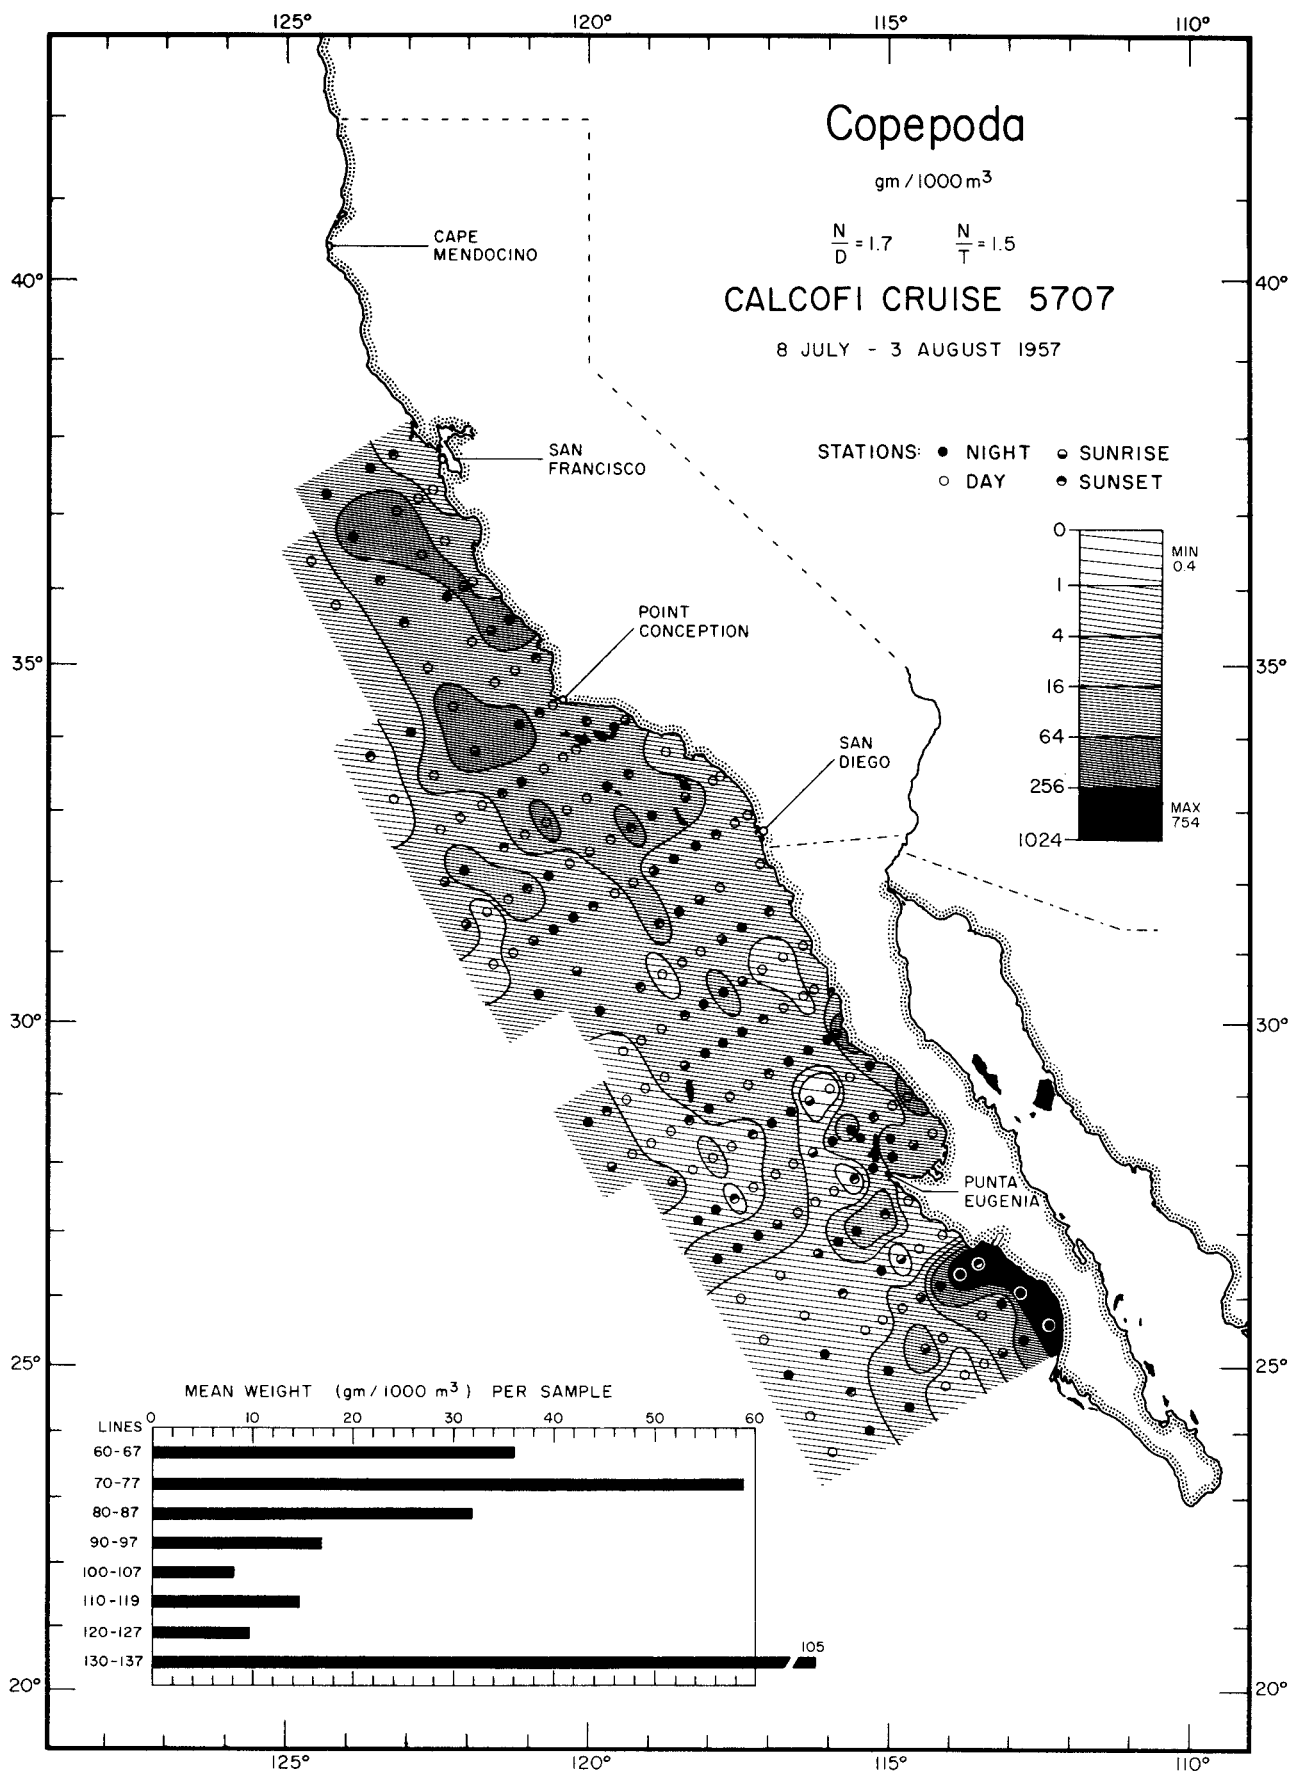 125° 120° 115° 110°
Copepoda
gm/1000 m³
N/D = 1.7 N/T = 1.5
CALCOFI CRUISE 5707
8 JULY - 3 AUGUST 1957
CAPE
MENDOCINO
40° 40°
STATIONS: ● NIGHT ◒ SUNRISE
○ DAY ◓ SUNSET
SAN
FRANCISCO
0
MIN
0.4
1
4
16
64
256
MAX
754
1024
POINT
CONCEPTION
35° 35°
SAN
DIEGO
30° 30°
PUNTA
EUGENIA
25° 25°
MEAN WEIGHT (gm/1000 m³) PER SAMPLE
LINES 0 10 20 30 40 50 60
60-67
70-77
80-87
90-97
100-107
110-119
120-127
130-137 105
20° 20°
125° 120° 115° 110°